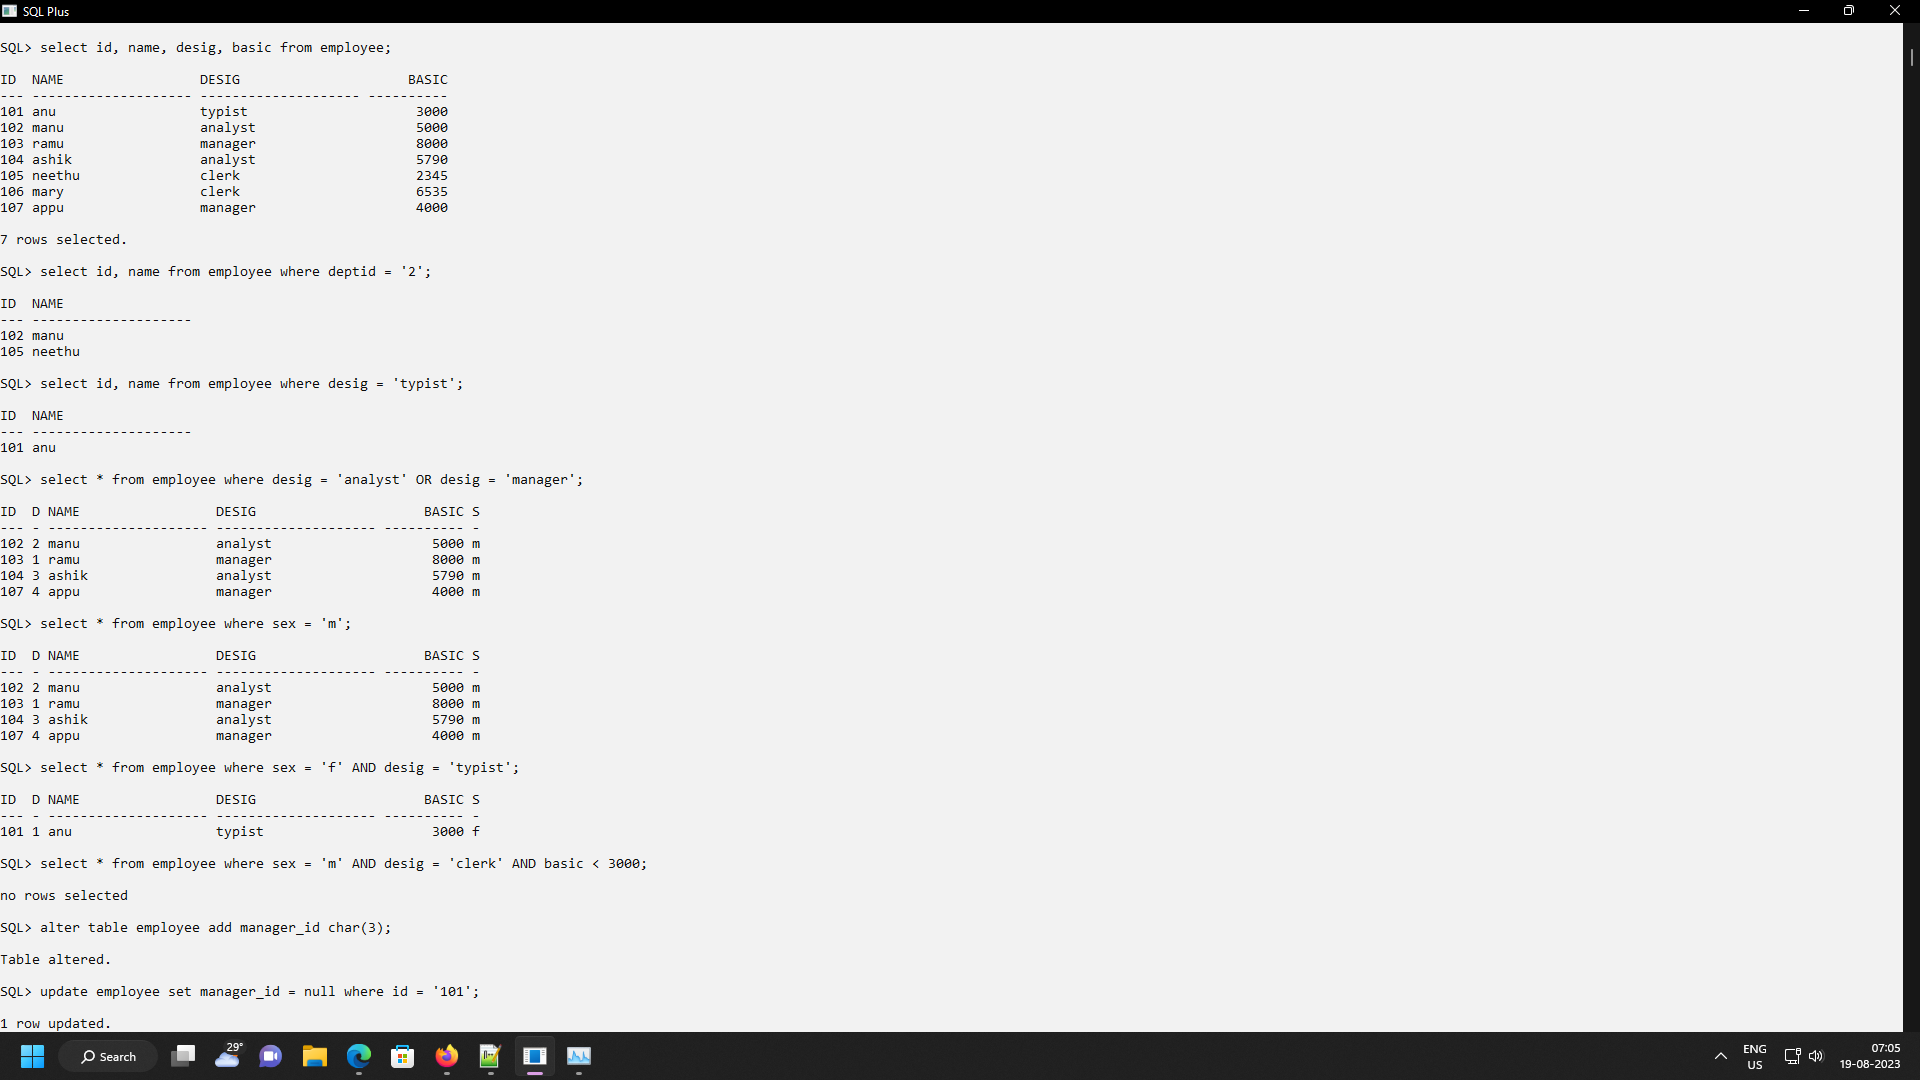 SQL Plus
SQL> select id, name, desig, basic from employee;
ID  NAME                 DESIG                     BASIC
--- -------------------- -------------------- ----------
101 anu                  typist                     3000
102 manu                 analyst                    5000
103 ramu                 manager                    8000
104 ashik                analyst                    5790
105 neethu               clerk                      2345
106 mary                 clerk                      6535
107 appu                 manager                    4000
7 rows selected.
SQL> select id, name from employee where deptid = '2';
ID  NAME
--- --------------------
102 manu
105 neethu
SQL> select id, name from employee where desig = 'typist';
ID  NAME
--- --------------------
101 anu
SQL> select * from employee where desig = 'analyst' OR desig = 'manager';
ID  D NAME                 DESIG                     BASIC S
--- - -------------------- -------------------- ---------- -
102 2 manu                 analyst                    5000 m
103 1 ramu                 manager                    8000 m
104 3 ashik                analyst                    5790 m
107 4 appu                 manager                    4000 m
SQL> select * from employee where sex = 'm';
ID  D NAME                 DESIG                     BASIC S
--- - -------------------- -------------------- ---------- -
102 2 manu                 analyst                    5000 m
103 1 ramu                 manager                    8000 m
104 3 ashik                analyst                    5790 m
107 4 appu                 manager                    4000 m
SQL> select * from employee where sex = 'f' AND desig = 'typist';
ID  D NAME                 DESIG                     BASIC S
--- - -------------------- -------------------- ---------- -
101 1 anu                  typist                     3000 f
SQL> select * from employee where sex = 'm' AND desig = 'clerk' AND basic < 3000;
no rows selected
SQL> alter table employee add manager_id char(3);
Table altered.
SQL> update employee set manager_id = null where id = '101';
1 row updated.
Search
29°
ENG
US
07:05
19-08-2023